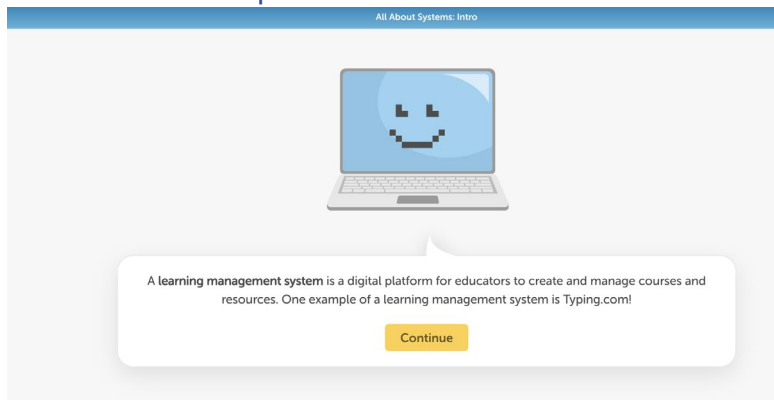 All About Systems: Intro
A learning management system is a digital platform for educators to create and manage courses and
resources. One example of a learning management system is Typing.com!
Continue